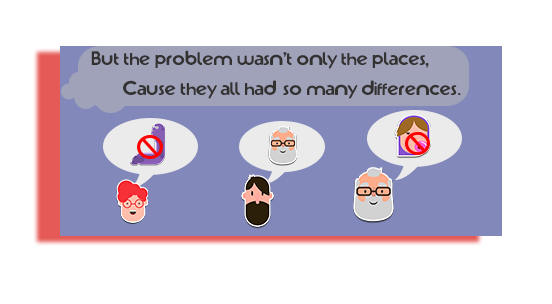 But the problem wasn't only the places,
Cause they all had so many differences.